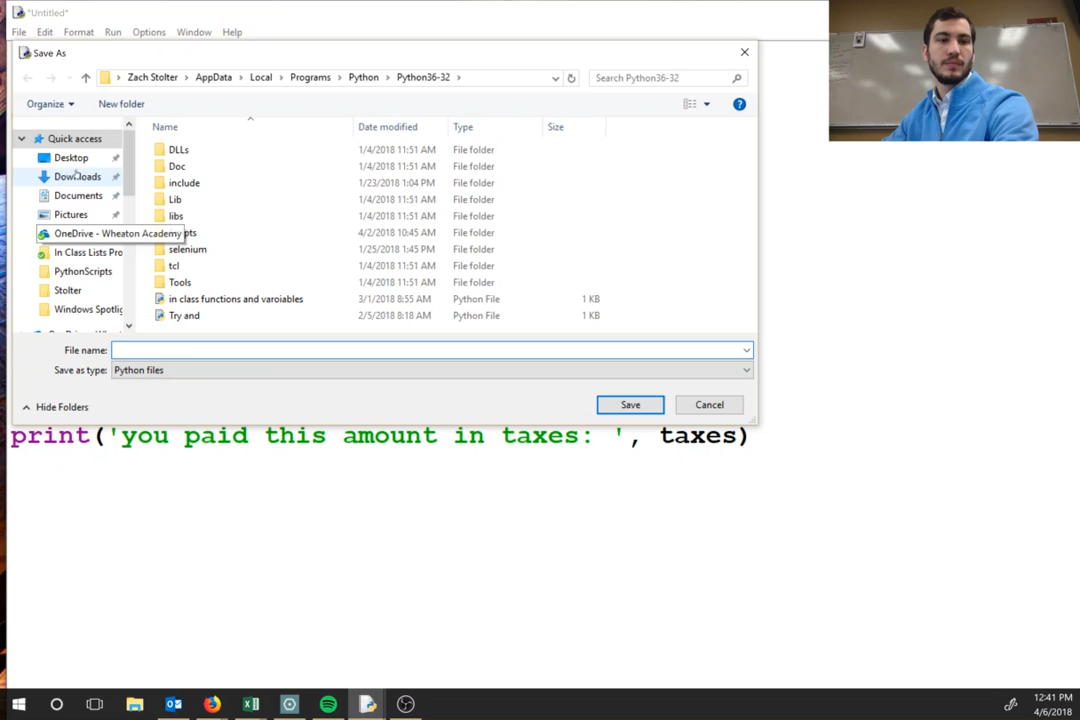 *Untitled*
File Edit Format Run Options Window Help
Save As
Zach Stolter > AppData > Local > Programs > Python > Python36-32 >
Search Python36-32
Organize
New folder
Name Date modified Type Size
Quick access
Desktop
Downloads
Documents
Pictures
OneDrive - Wheaton Academy
In Class Lists Pro
PythonScripts
Stolter
Windows Spotlig
DLLs 1/4/2018 11:51 AM File folder
Doc 1/4/2018 11:51 AM File folder
include 1/23/2018 1:04 PM File folder
Lib 1/4/2018 11:51 AM File folder
libs 1/4/2018 11:51 AM File folder
pts 4/2/2018 10:45 AM File folder
selenium 1/25/2018 1:45 PM File folder
tcl 1/4/2018 11:51 AM File folder
Tools 1/4/2018 11:51 AM File folder
in class functions and varoiables 3/1/2018 8:55 AM Python File 1 KB
Try and 2/5/2018 8:18 AM Python File 1 KB
File name:
Save as type: Python files
Hide Folders
Save
Cancel
print('you paid this amount in taxes: ', taxes)
12:41 PM
4/6/2018